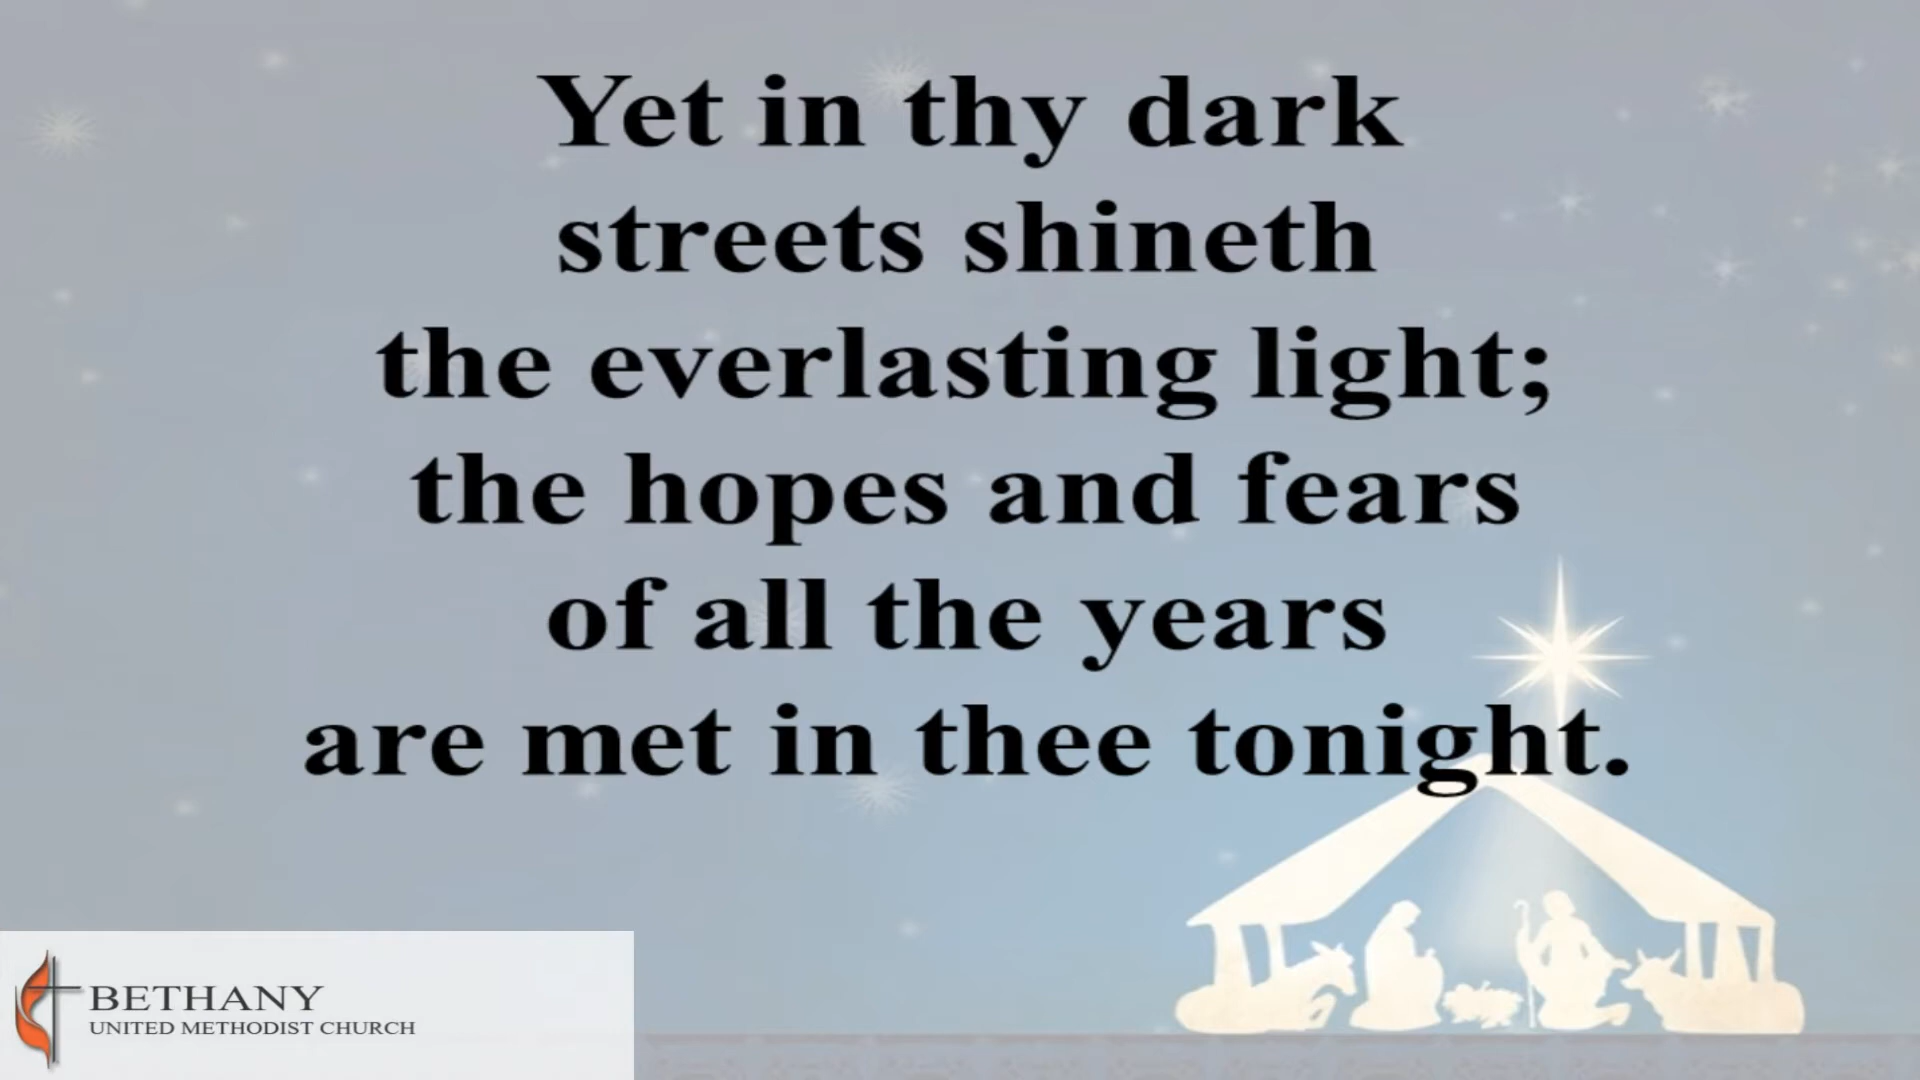 Yet in thy dark
streets shineth
the everlasting light;
the hopes and fears
of all the years
are met in thee tonight.
BETHANY
UNITED METHODIST CHURCH